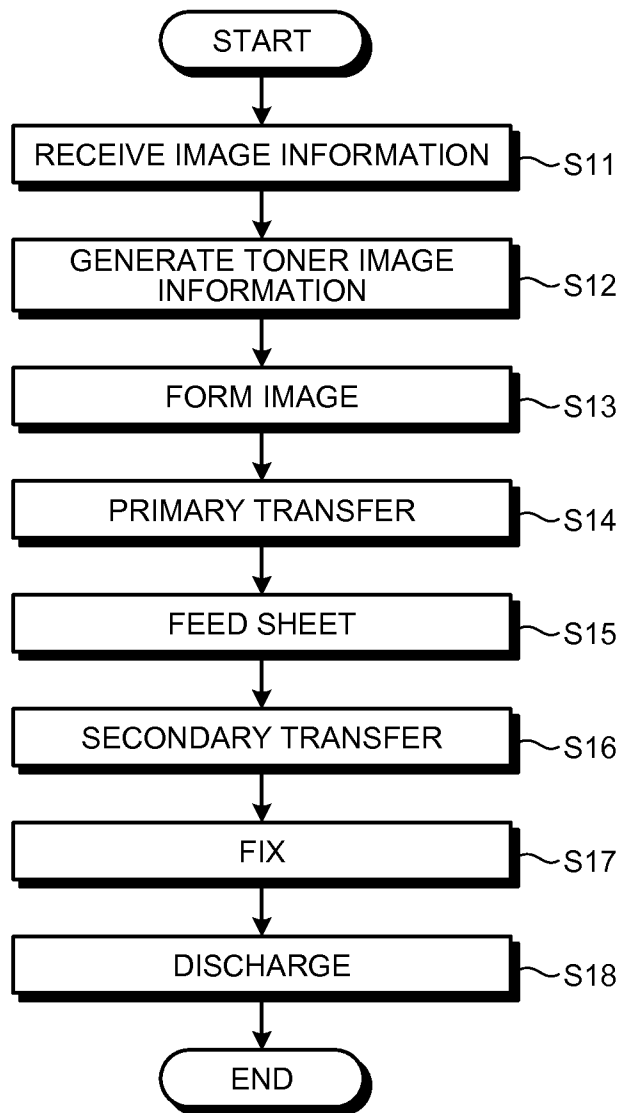 START
RECEIVE IMAGE INFORMATION
S11
GENERATE TONER IMAGE
INFORMATION
S12
FORM IMAGE
S13
PRIMARY TRANSFER
S14
FEED SHEET
S15
SECONDARY TRANSFER
S16
FIX
S17
DISCHARGE
S18
END